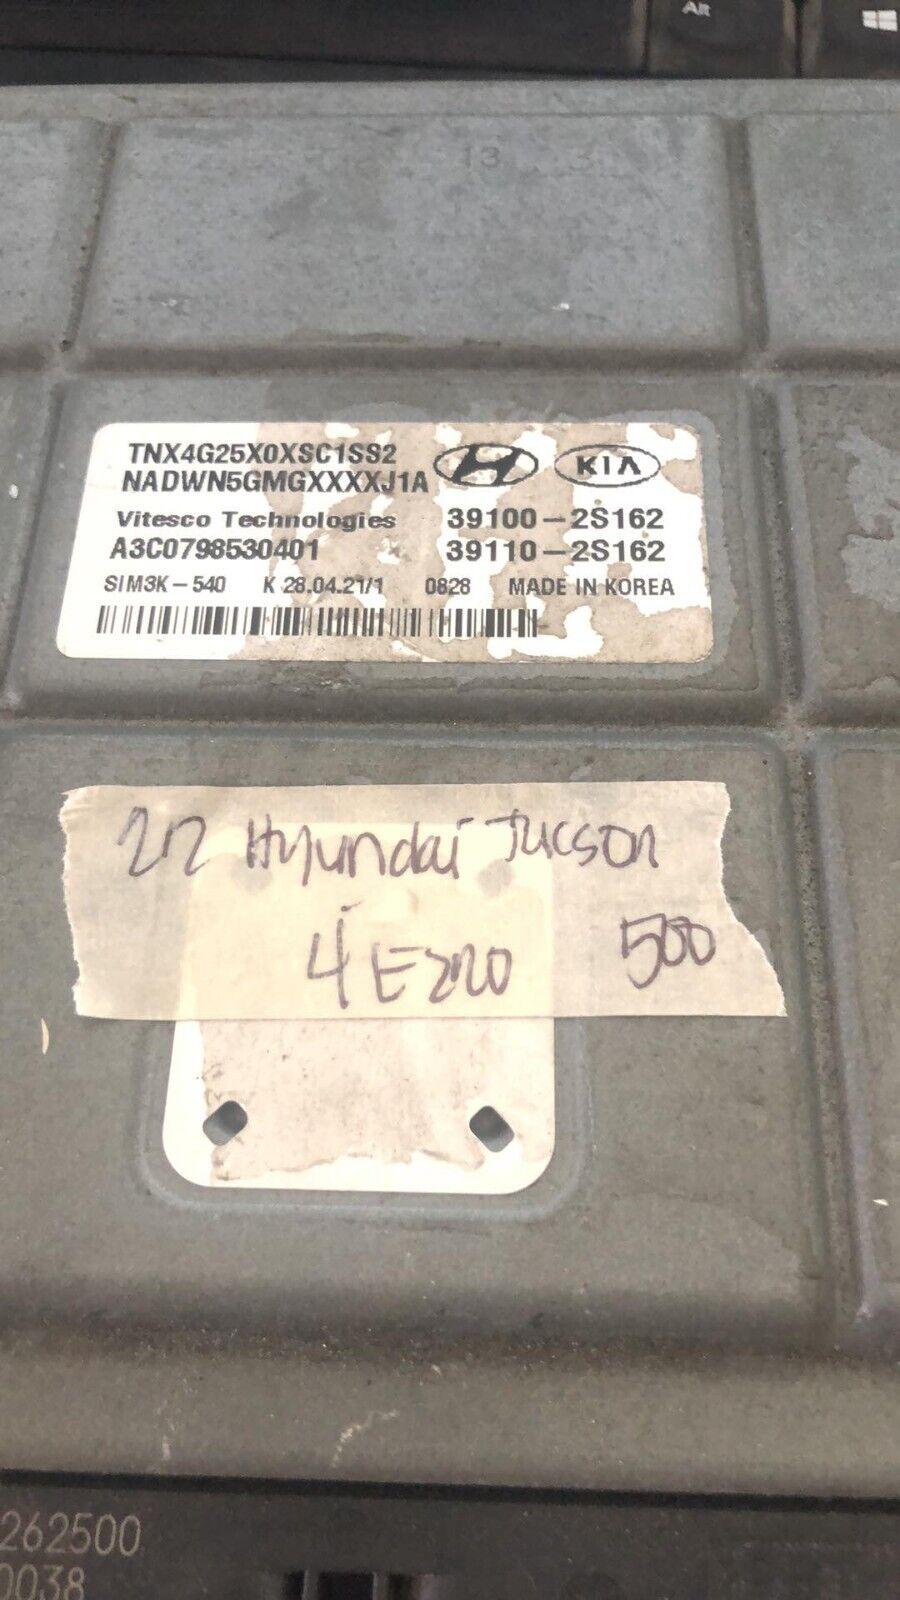 Alt
13
TNX4G25X0XSC1SS2
NADWN5GMGXXXXJ1A
KIA
Vitesco Technologies 39100-2S162
A3C0798530401 39110-2S162
SIM3K-540 K 28.04.21/1 0828 MADE IN KOREA
22 Hyundai Tucson
500
262500
0038